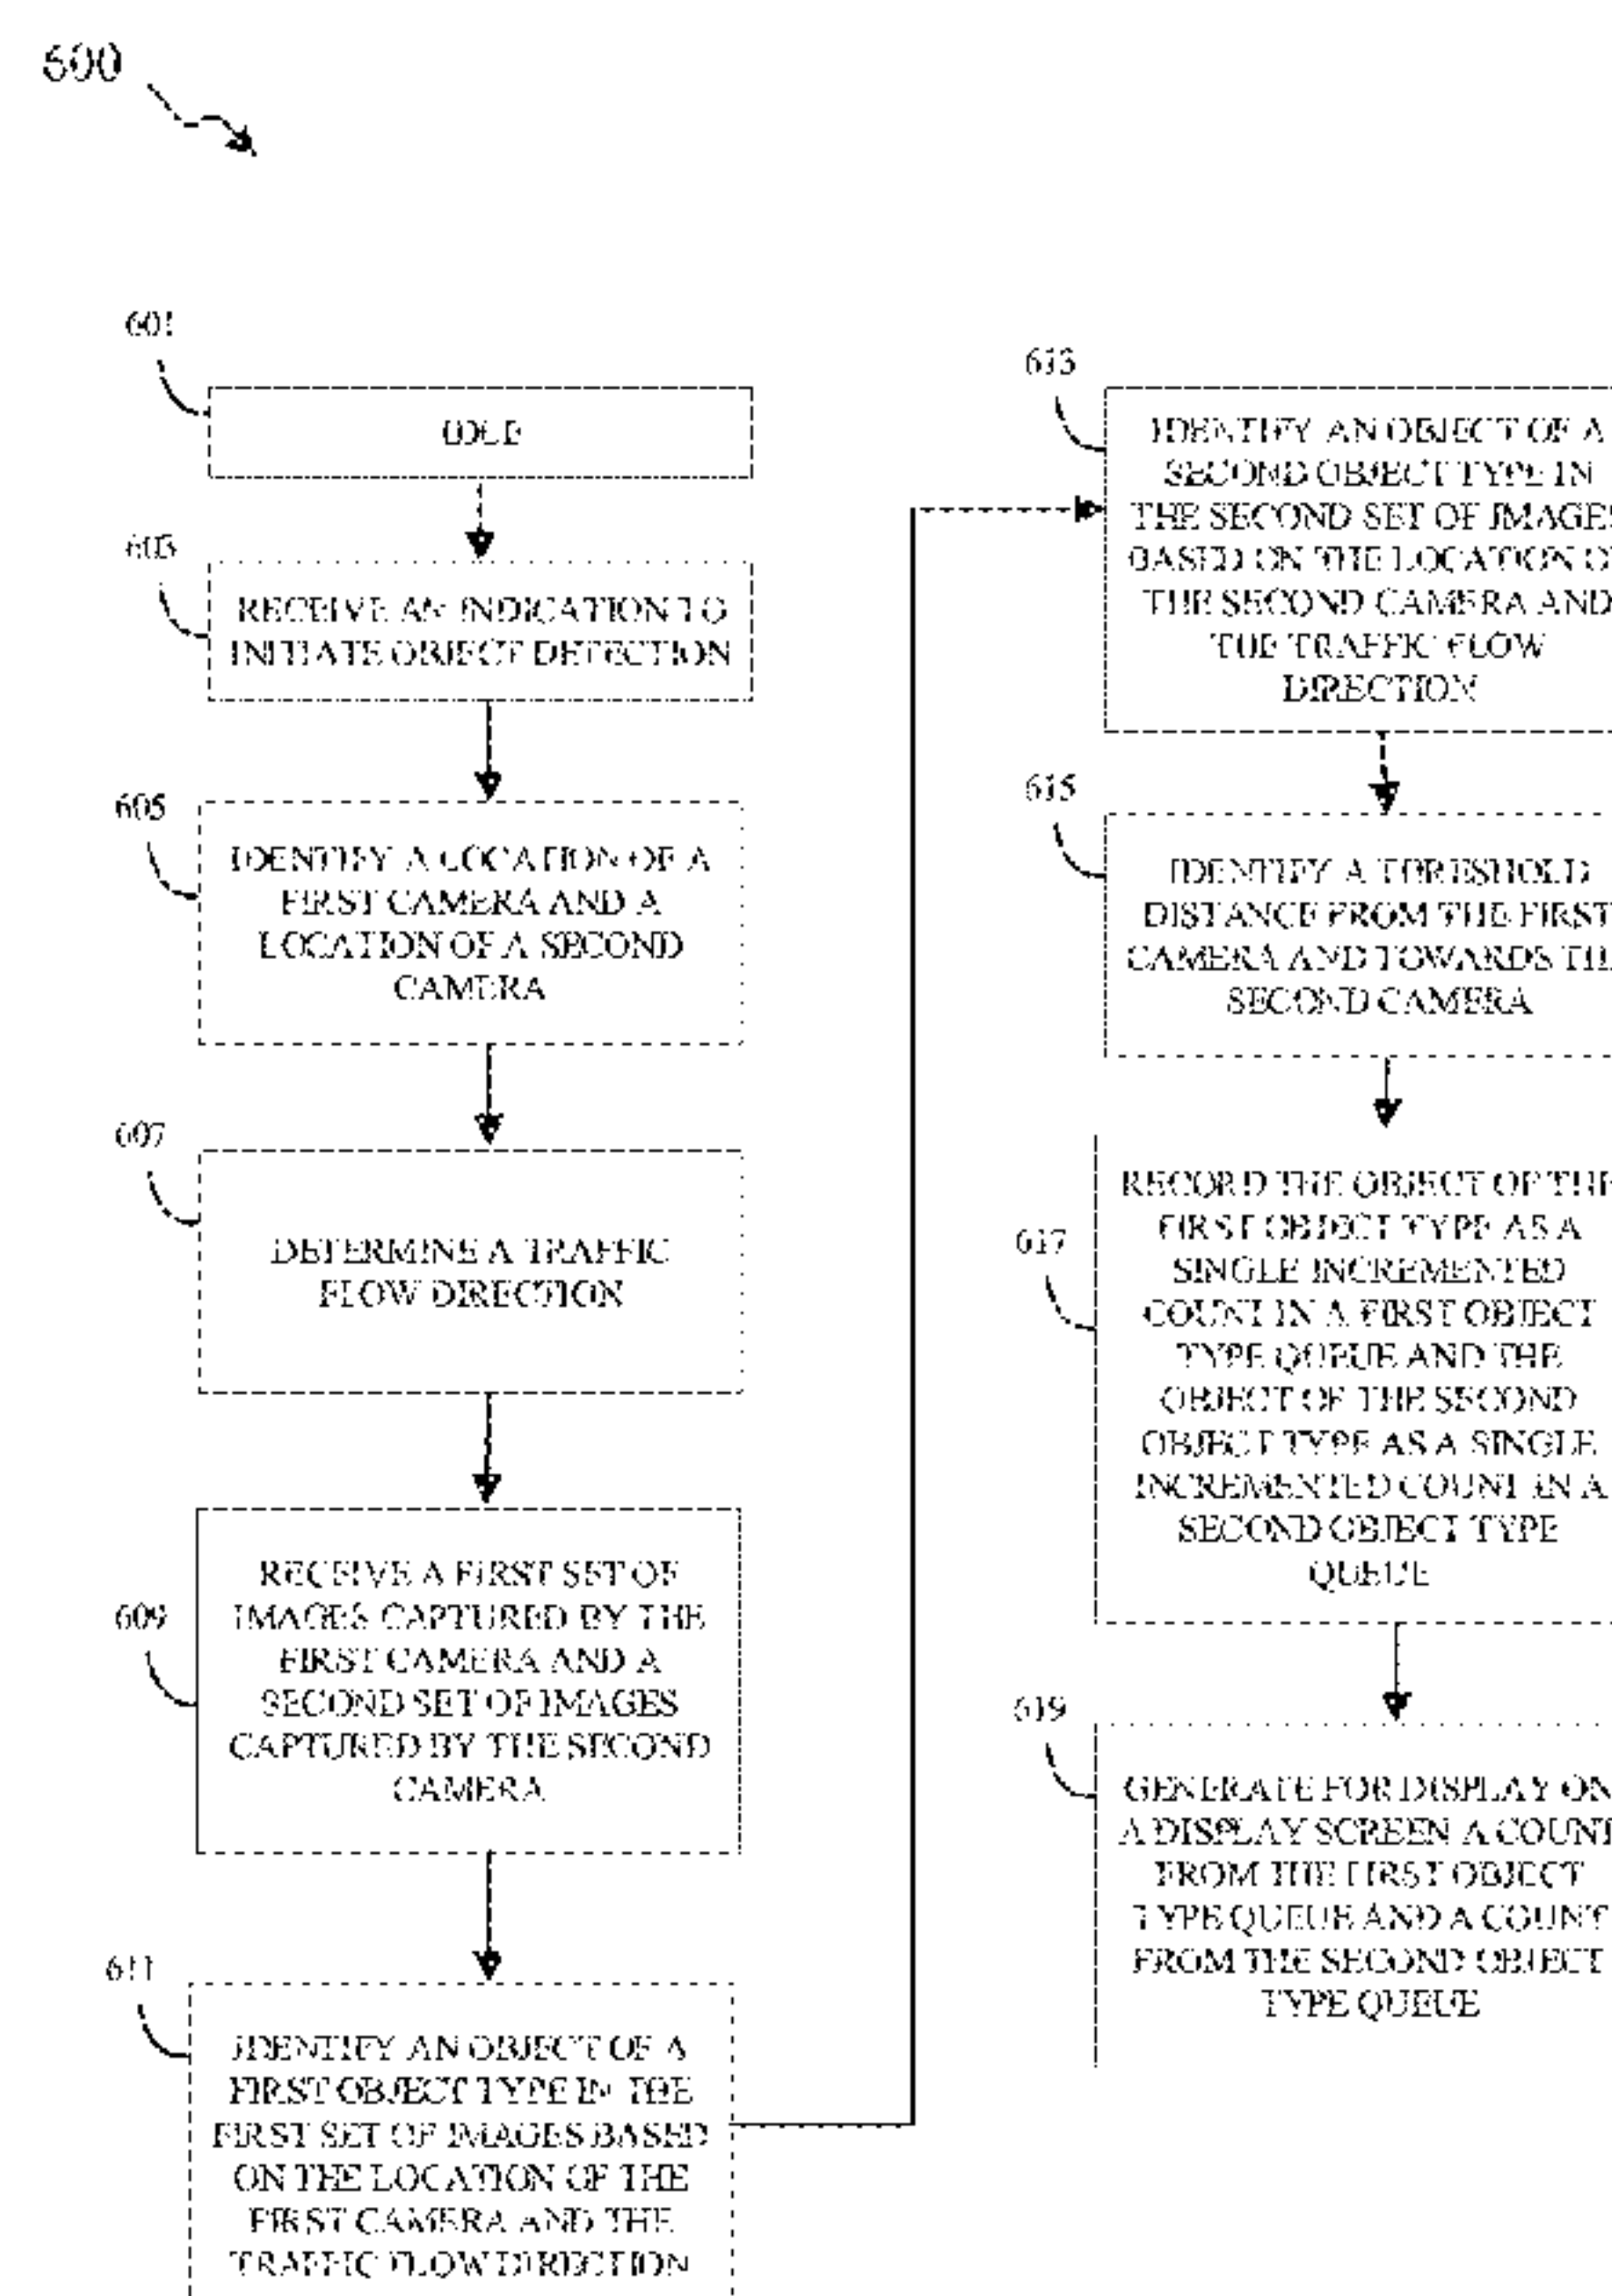 600
601
IDLE
603
RECEIVE AN INDICATION TO
INITIATE OBJECT DETECTION
605
IDENTIFY A LOCATION OF A
FIRST CAMERA AND A
LOCATION OF A SECOND
CAMERA
607
DETERMINE A TRAFFIC
FLOW DIRECTION
609
RECEIVE A FIRST SET OF
IMAGES CAPTURED BY THE
FIRST CAMERA AND A
SECOND SET OF IMAGES
CAPTURED BY THE SECOND
CAMERA
611
IDENTIFY AN OBJECT OF A
FIRST OBJECT TYPE IN THE
FIRST SET OF IMAGES BASED
ON THE LOCATION OF THE
FIRST CAMERA AND THE
TRAFFIC FLOW DIRECTION
613
IDENTIFY AN OBJECT OF A
SECOND OBJECT TYPE IN
THE SECOND SET OF IMAGES
BASED ON THE LOCATION
THE SECOND CAMERA AND
THE TRAFFIC FLOW
DIRECTION
615
IDENTIFY A THRESHOLD
DISTANCE FROM THE FIRST
CAMERA AND TOWARDS
SECOND CAMERA
617
RECORD THE OBJECT OF THE
FIRST OBJECT TYPE AS A
SINGLE INCREMENTED
COUNT IN A FIRST OBJECT
TYPE QUEUE AND THE
OBJECT OF THE SECOND
OBJECT TYPE AS A SINGLE
INCREMENTED COUNT IN A
SECOND OBJECT TYPE
QUEUE
619
GENERATE FOR DISPLAY ON
A DISPLAY SCREEN A COUNT
FROM THE FIRST OBJECT
TYPE QUEUE AND A COUNT
FROM THE SECOND OBJECT
TYPE QUEUE